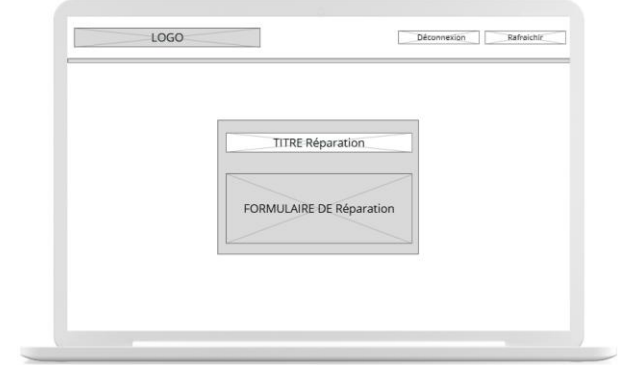 LOGO
Déconnexion
Rafraichir
TITRE Réparation
FORMULAIRE DE Réparation